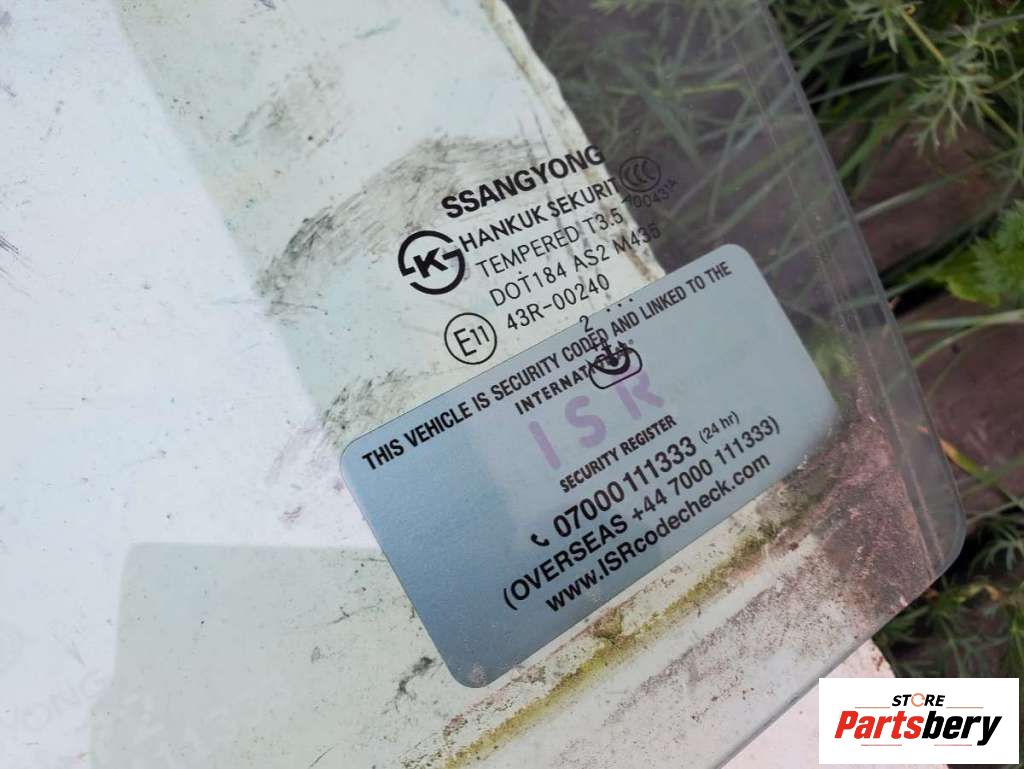 SSANGYONG
HANKUK SEKURIT
TEMPERED T3.5
DOT184 AS2 M435
43R-00240
E11
K
2 ...
THIS VEHICLE IS SECURITY CODED AND LINKED TO THE
ISR
SECURITY REGISTER
07000 111333 (24 hr)
(OVERSEAS +44 7000 111333)
www.ISRcodecheck.com
STORE
Partsbery